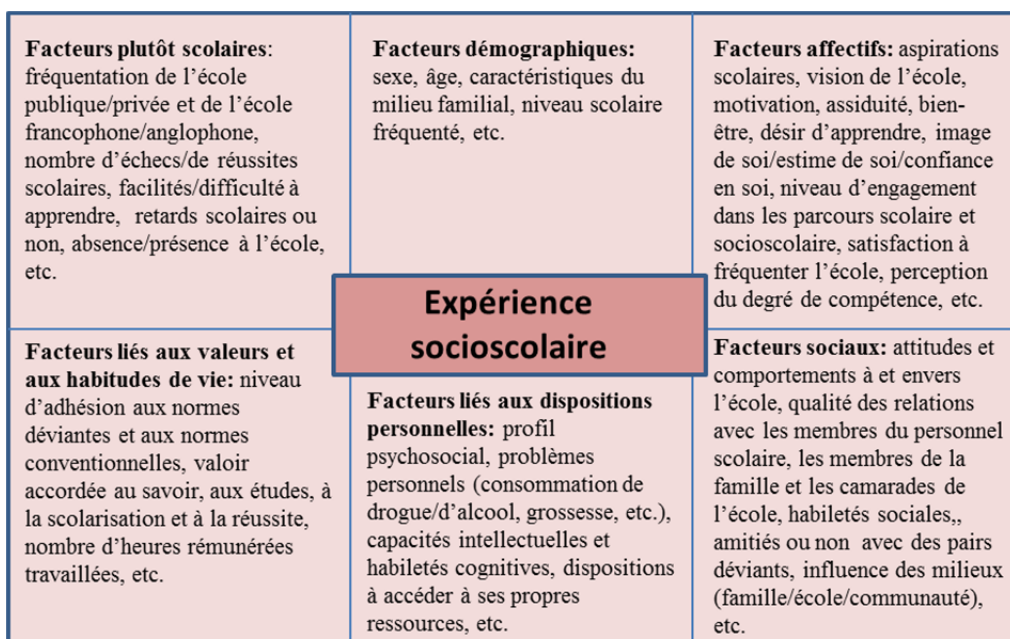 Facteurs plutôt scolaires:
fréquentation de l'école
publique/privée et de l'école
francophone/anglophone,
nombre d'échecs/de réussites
scolaires, facilités/difficulté à
apprendre, retards scolaires ou
non, absence/présence à l'école,
etc.
Facteurs démographiques:
sexe, âge, caractéristiques du
milieu familial, niveau scolaire
fréquenté, etc.
Facteurs affectifs: aspirations
scolaires, vision de l'école,
motivation, assiduité, bien-
être, désir d'apprendre, image
de soi/estime de soi/confiance
en soi, niveau d'engagement
dans les parcours scolaire et
socioscolaire, satisfaction à
fréquenter l'école, perception
du degré de compétence, etc.
Expérience
socioscolaire
Facteurs liés aux valeurs et
aux habitudes de vie: niveau
d'adhésion aux normes
déviantes et aux normes
conventionnelles, valoir
accordée au savoir, aux études, à
la scolarisation et à la réussite,
nombre d'heures rémunérées
travaillées, etc.
Facteurs liés aux dispositions
personnelles: profil
psychosocial, problèmes
personnels (consommation de
drogue/d'alcool, grossesse, etc.),
capacités intellectuelles et
habiletés cognitives, dispositions
à accéder à ses propres
ressources, etc.
Facteurs sociaux: attitudes et
comportements à et envers
l'école, qualité des relations
avec les membres du personnel
scolaire, les membres de la
famille et les camarades de
l'école, habiletés sociales,,
amitiés ou non avec des pairs
déviants, influence des milieux
(famille/école/communauté),
etc.